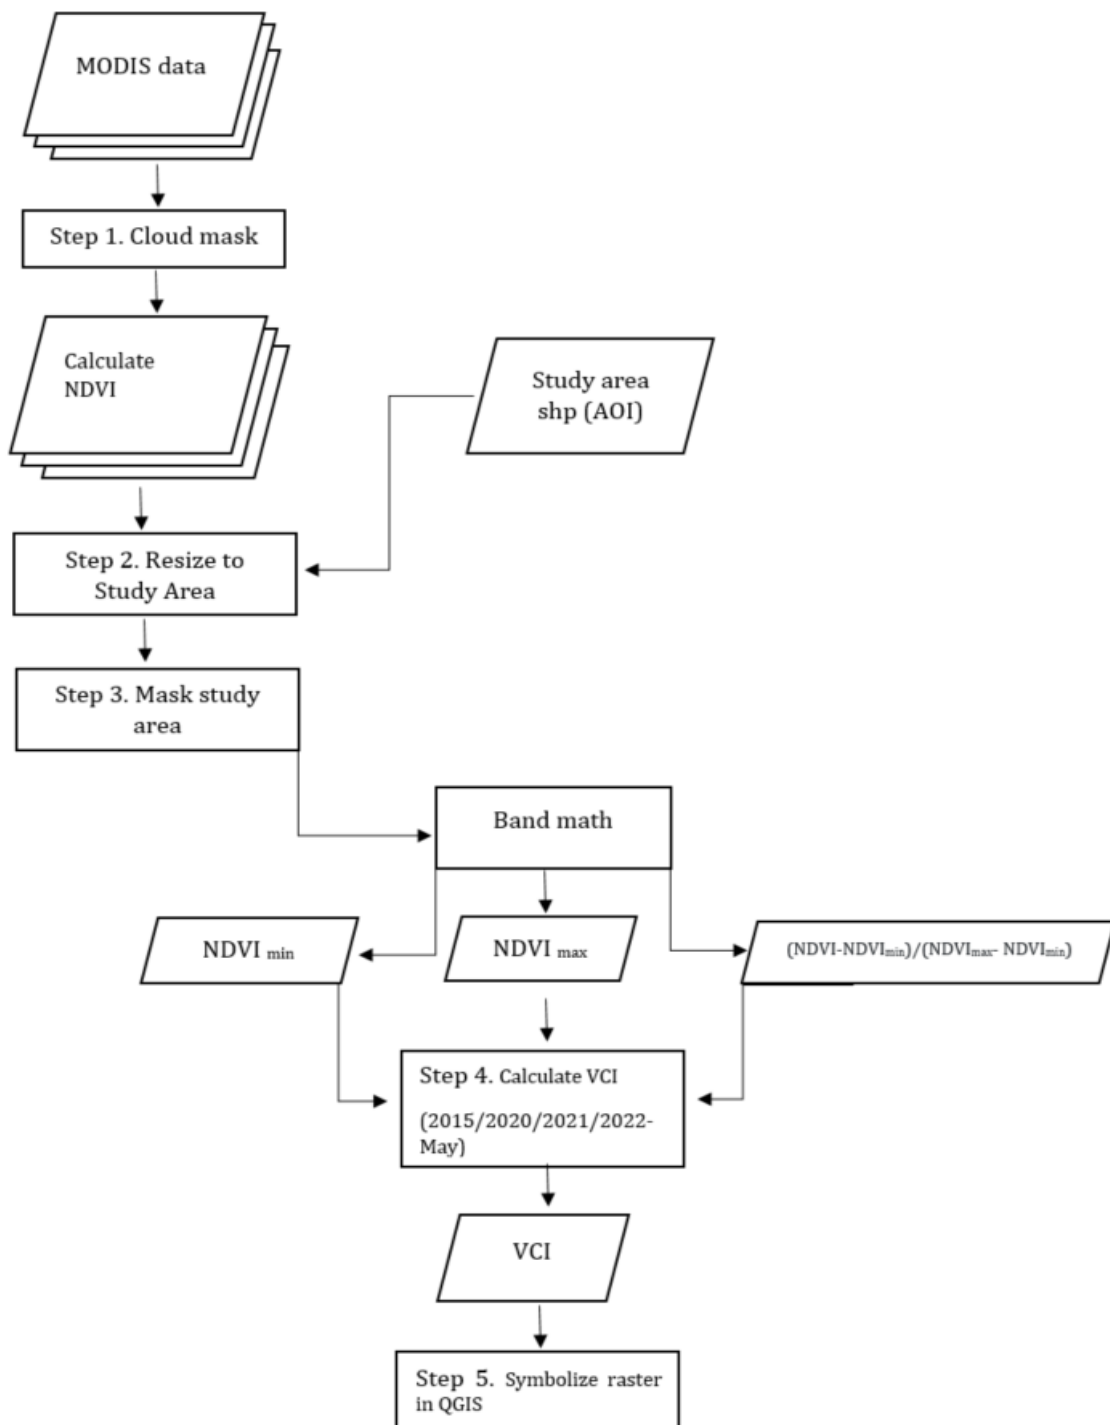 MODIS data
Step 1. Cloud mask
Calculate
NDVI
Study area
shp (AOI)
Step 2. Resize to
Study Area
Step 3. Mask study
area
Band math
NDVI min
NDVI max
(NDVI-NDVImin)/(NDVImax- NDVImin)
Step 4. Calculate VCI
(2015/2020/2021/2022-
May)
VCI
Step 5. Symbolize raster
in QGIS